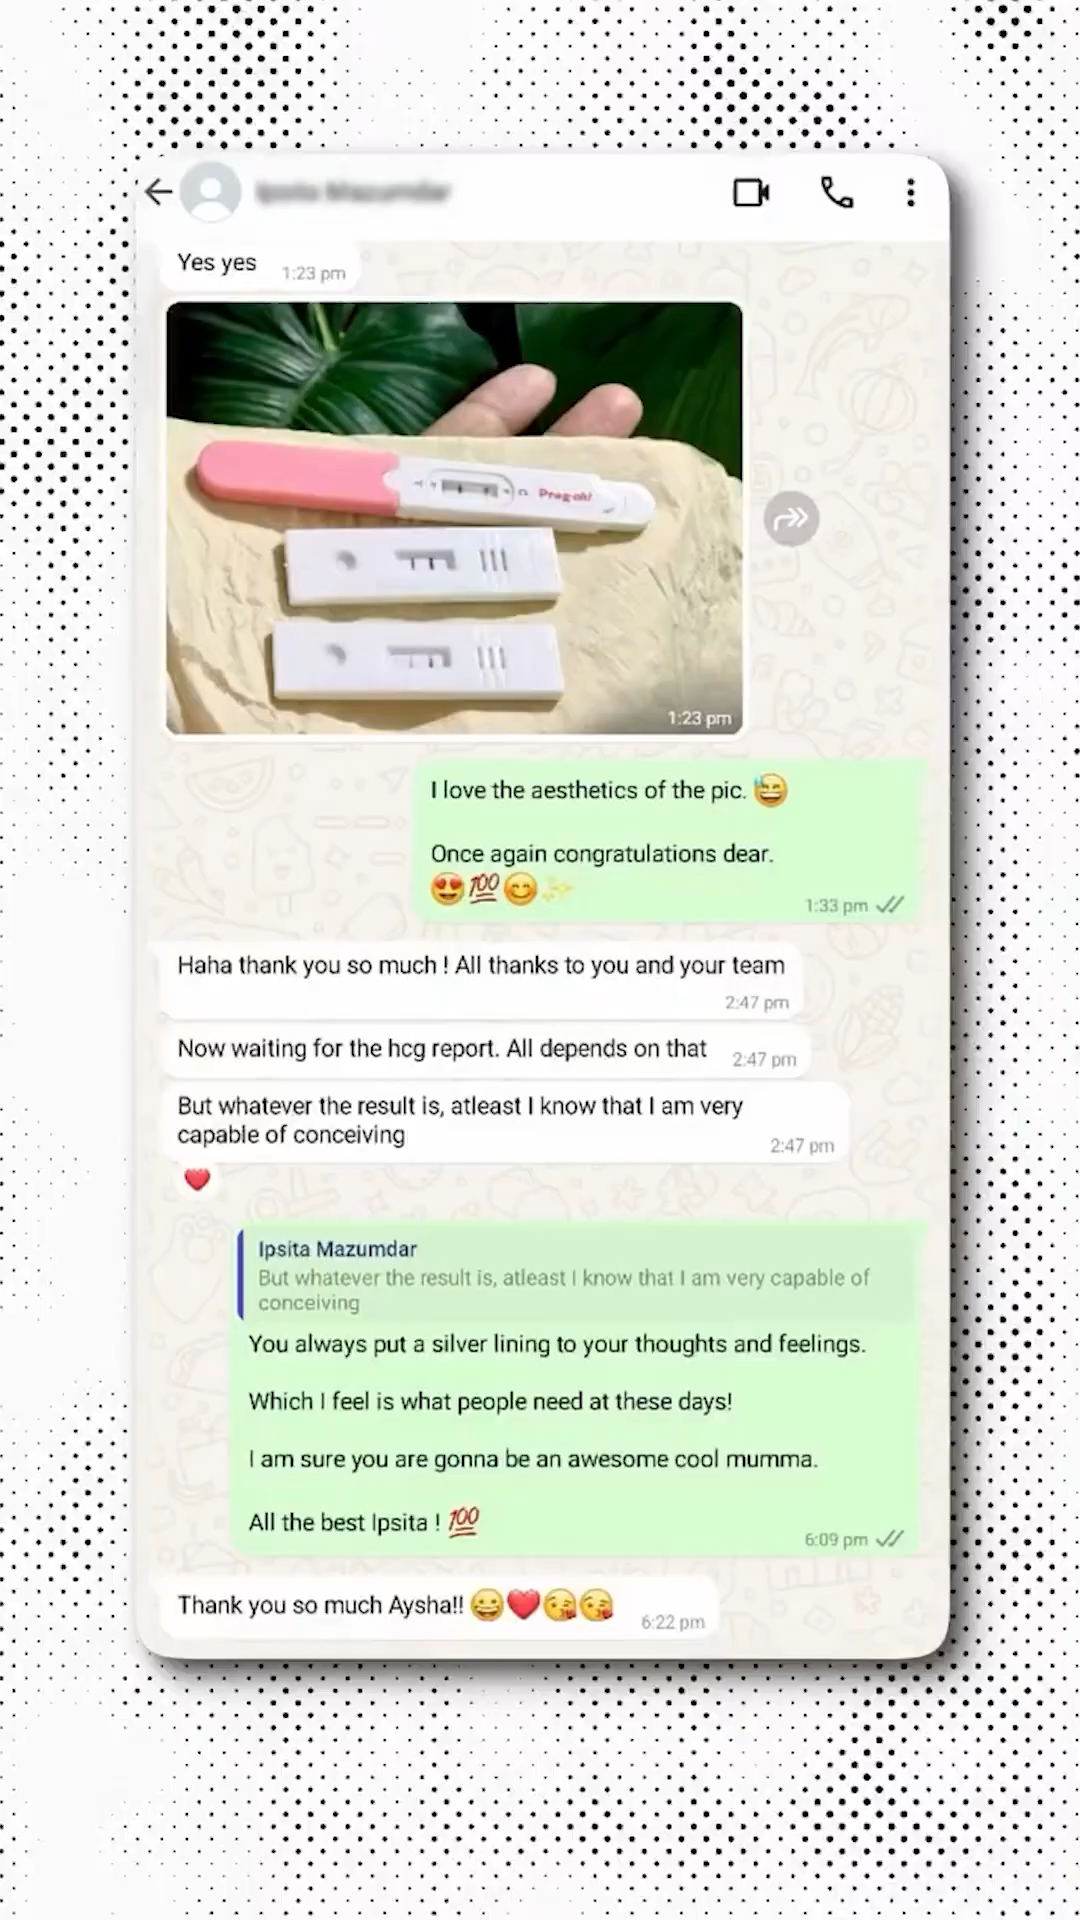 Yes yes
1:23 pm
Preg-oh!
1:23 pm
I love the aesthetics of the pic. 😅
Once again congratulations dear.
😍💯😊✨
1:33 pm
Haha thank you so much ! All thanks to you and your team
2:47 pm
Now waiting for the hcg report. All depends on that
2:47 pm
But whatever the result is, atleast I know that I am very
capable of conceiving
2:47 pm
❤️
Ipsita Mazumdar
But whatever the result is, atleast I know that I am very capable of
conceiving
You always put a silver lining to your thoughts and feelings.
Which I feel is what people need at these days!
I am sure you are gonna be an awesome cool mumma.
All the best Ipsita ! 💯
6:09 pm
Thank you so much Aysha!! 😀❤️😘😘
6:22 pm